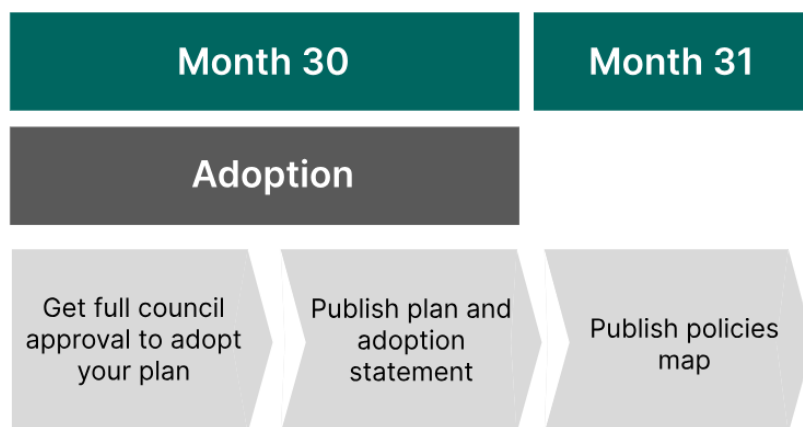 Month 30
Month 31
Adoption
Get full council
approval to adopt
your plan
Publish plan and
adoption
statement
Publish policies
map